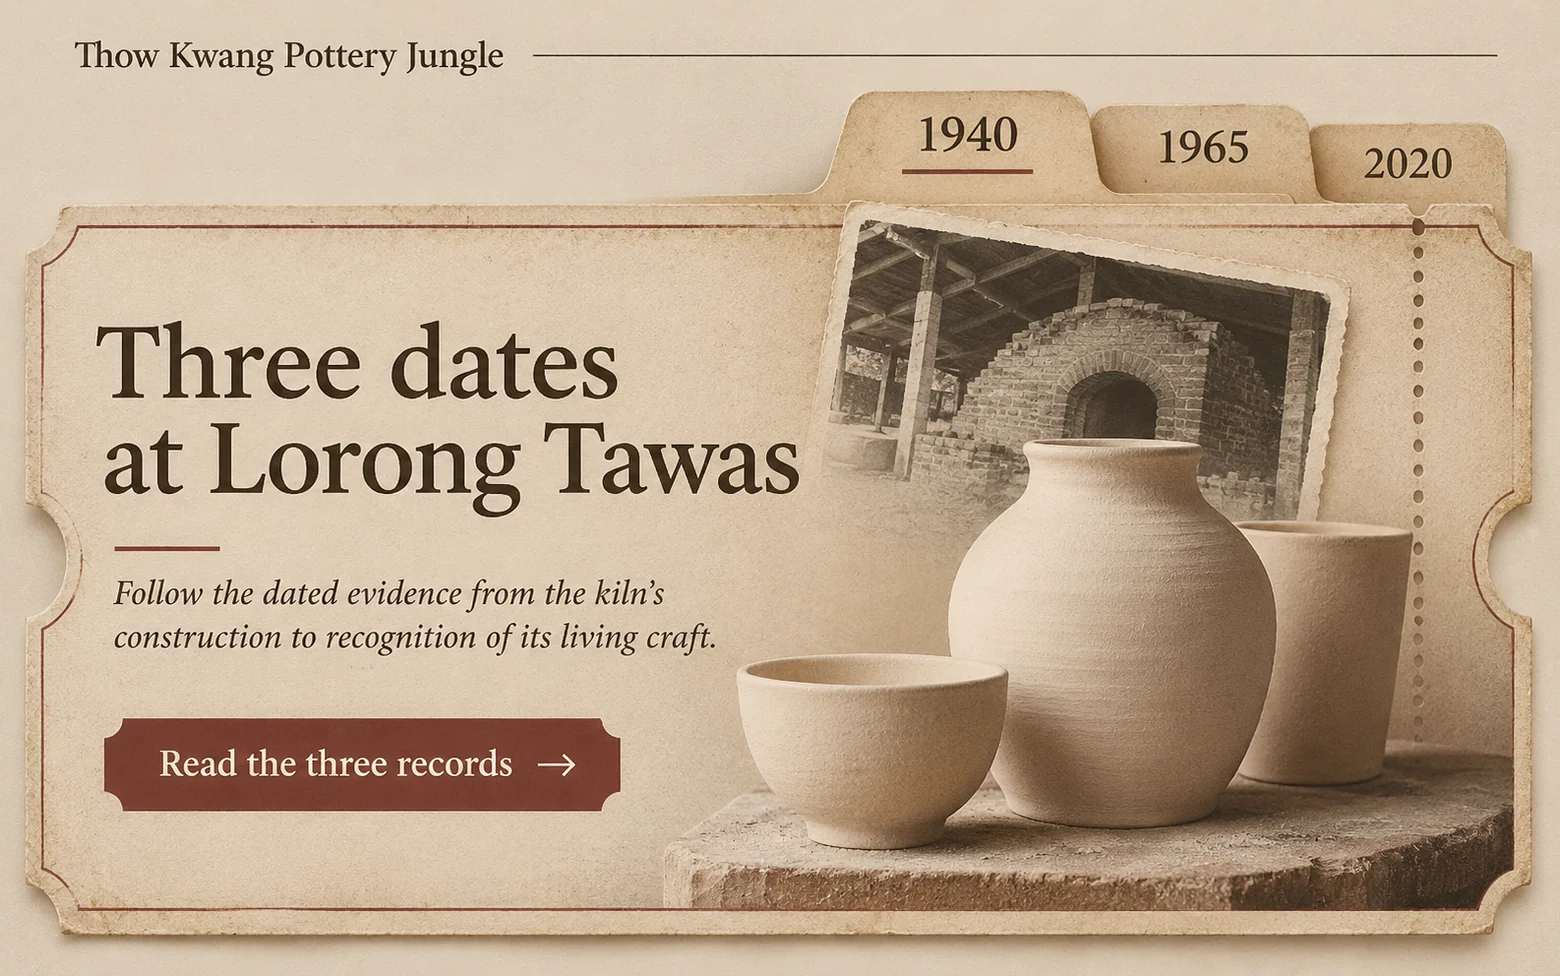 Thow Kwang Pottery Jungle
1940
1965
2020
Three dates
at Lorong Tawas
Follow the dated evidence from the kiln’s
construction to recognition of its living craft.
Read the three records →